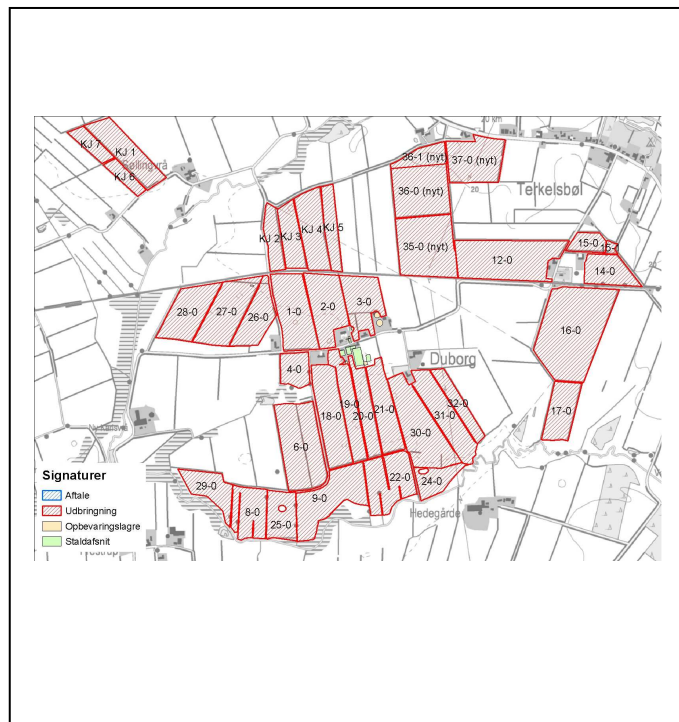 20 km
KJ 7
KJ 1
KJ 6
36-1 (nyt)
37-0 (nyt)
36-0 (nyt)
20
Terkelsbøl
KJ 2
KJ 3
KJ 4
KJ 5
35-0 (nyt)
12-0
15-0
14-0
20
28-0
27-0
26-0
1-0
2-0
3-0
16-0
Duborg
4-0
17-0
18-0
19-0
20-0
21-0
30-0
31-0
32-0
6-0
Signaturer
Aftale
Udbringning
Opbevaringslagre
Staldafsnit
29-0
8-0
25-0
9-0
22-0
24-0
Hedegårde